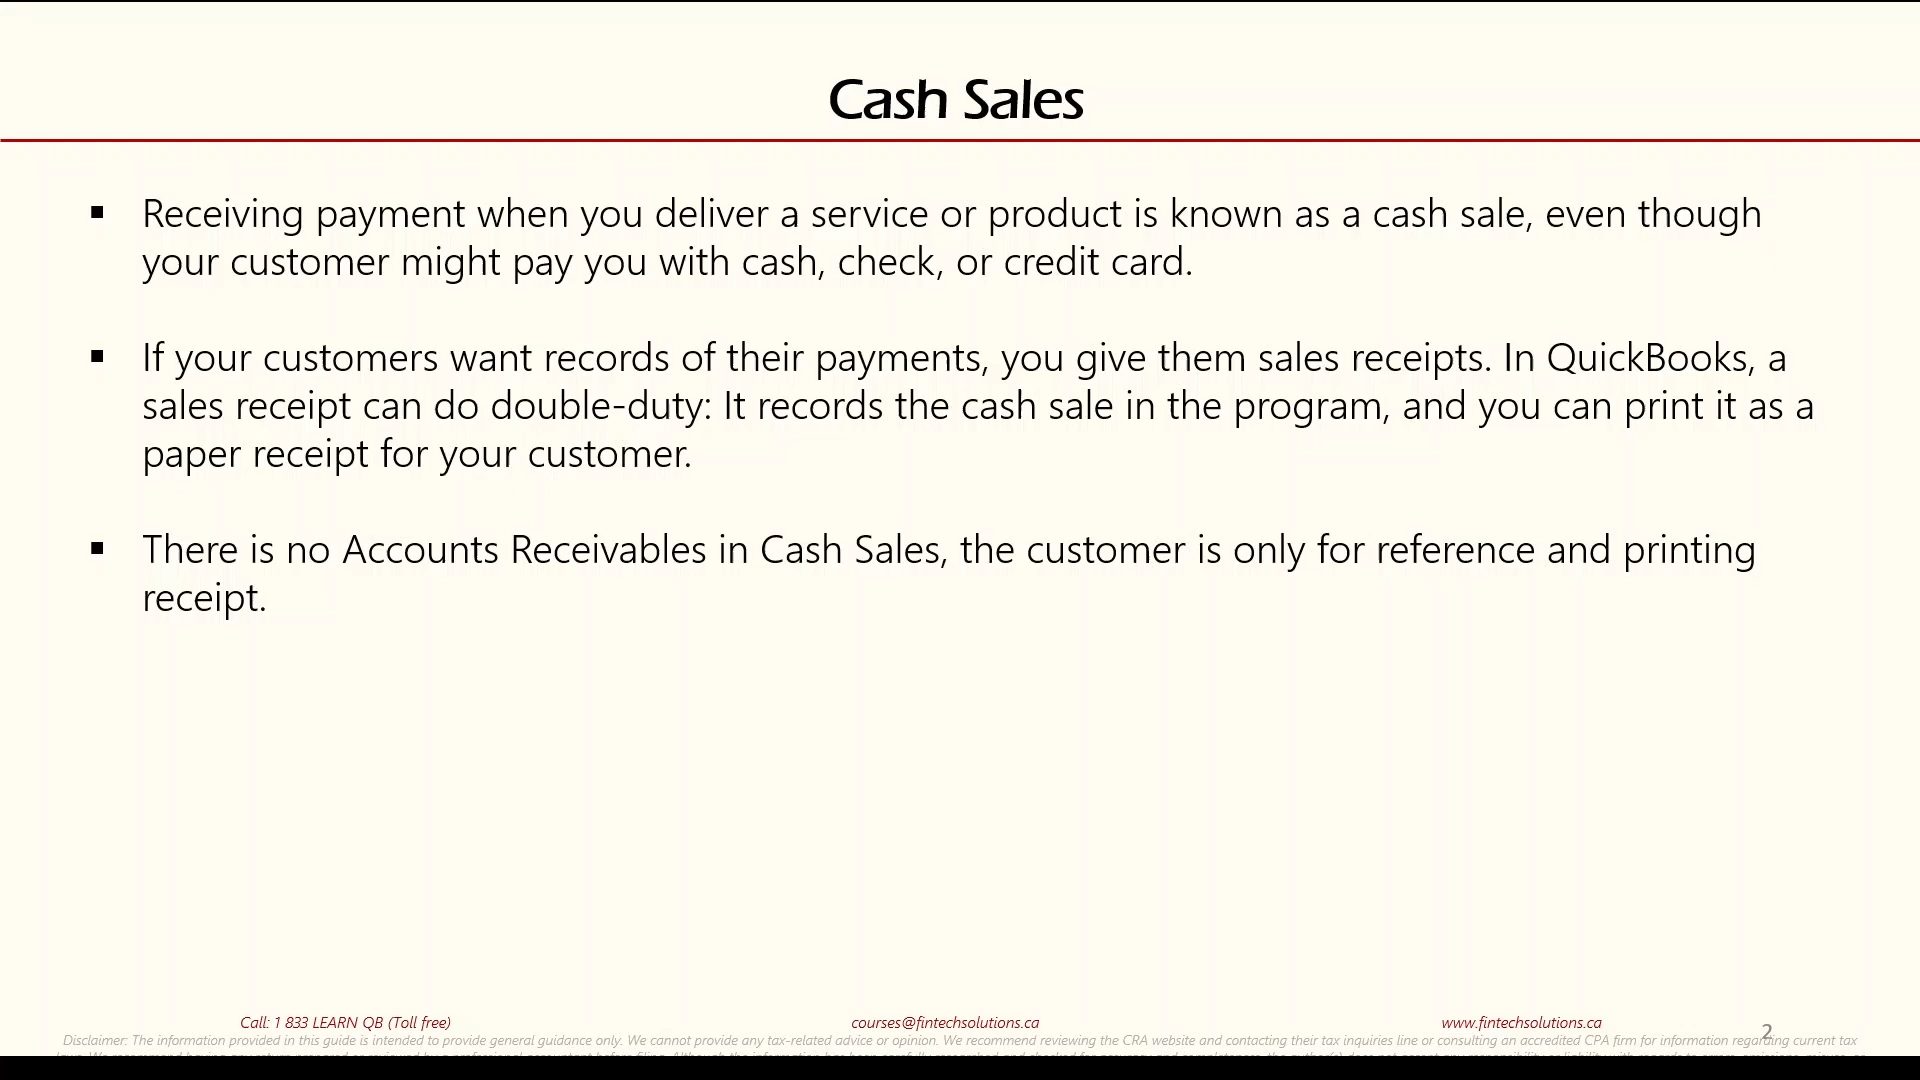 Cash Sales
▪ Receiving payment when you deliver a service or product is known as a cash sale, even though
your customer might pay you with cash, check, or credit card.
▪ If your customers want records of their payments, you give them sales receipts. In QuickBooks, a
sales receipt can do double-duty: It records the cash sale in the program, and you can print it as a
paper receipt for your customer.
▪ There is no Accounts Receivables in Cash Sales, the customer is only for reference and printing
receipt.
Call: 1 833 LEARN QB (Toll free)
courses@fintechsolutions.ca
www.fintechsolutions.ca
2
Disclaimer: The information provided in this guide is intended to provide general guidance only. We cannot provide any tax-related advice or opinion. We recommend reviewing the CRA website and contacting their tax inquiries line or consulting an accredited CPA firm for information regarding current tax